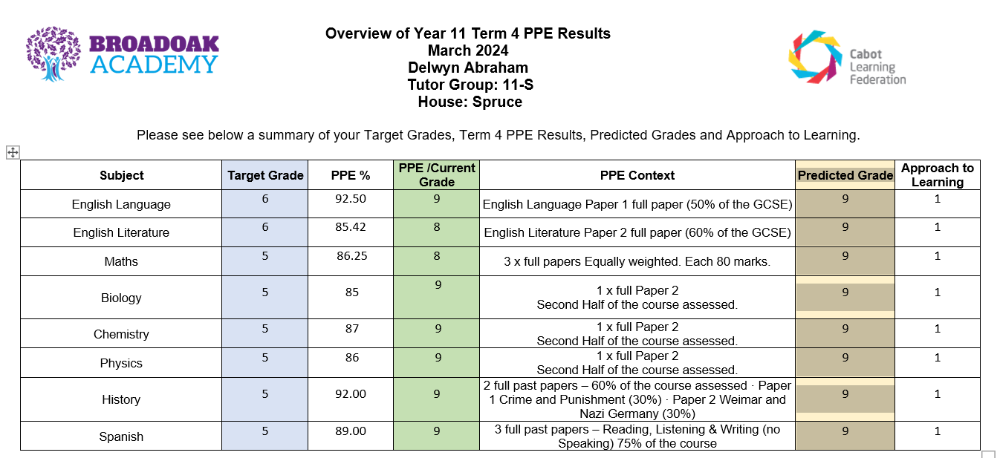 BROADOAK
ACADEMY
Overview of Year 11 Term 4 PPE Results
March 2024
Delwyn Abraham
Tutor Group: 11-S
House: Spruce
Cabot
Learning
Federation
Please see below a summary of your Target Grades, Term 4 PPE Results, Predicted Grades and Approach to Learning.
Subject Target Grade PPE % PPE /Current Grade PPE Context Predicted Grade Approach to Learning
English Language 6 92.50 9 English Language Paper 1 full paper (50% of the GCSE) 9 1
English Literature 6 85.42 8 English Literature Paper 2 full paper (60% of the GCSE) 9 1
Maths 5 86.25 8 3 x full papers Equally weighted. Each 80 marks. 9 1
Biology 5 85 9 1 x full Paper 2
Second Half of the course assessed. 9 1
Chemistry 5 87 9 1 x full Paper 2
Second Half of the course assessed. 9 1
Physics 5 86 9 1 x full Paper 2
Second Half of the course assessed. 9 1
History 5 92.00 9 2 full past papers – 60% of the course assessed · Paper
1 Crime and Punishment (30%) · Paper 2 Weimar and
Nazi Germany (30%) 9 1
Spanish 5 89.00 9 3 full past papers – Reading, Listening & Writing (no
Speaking) 75% of the course 9 1